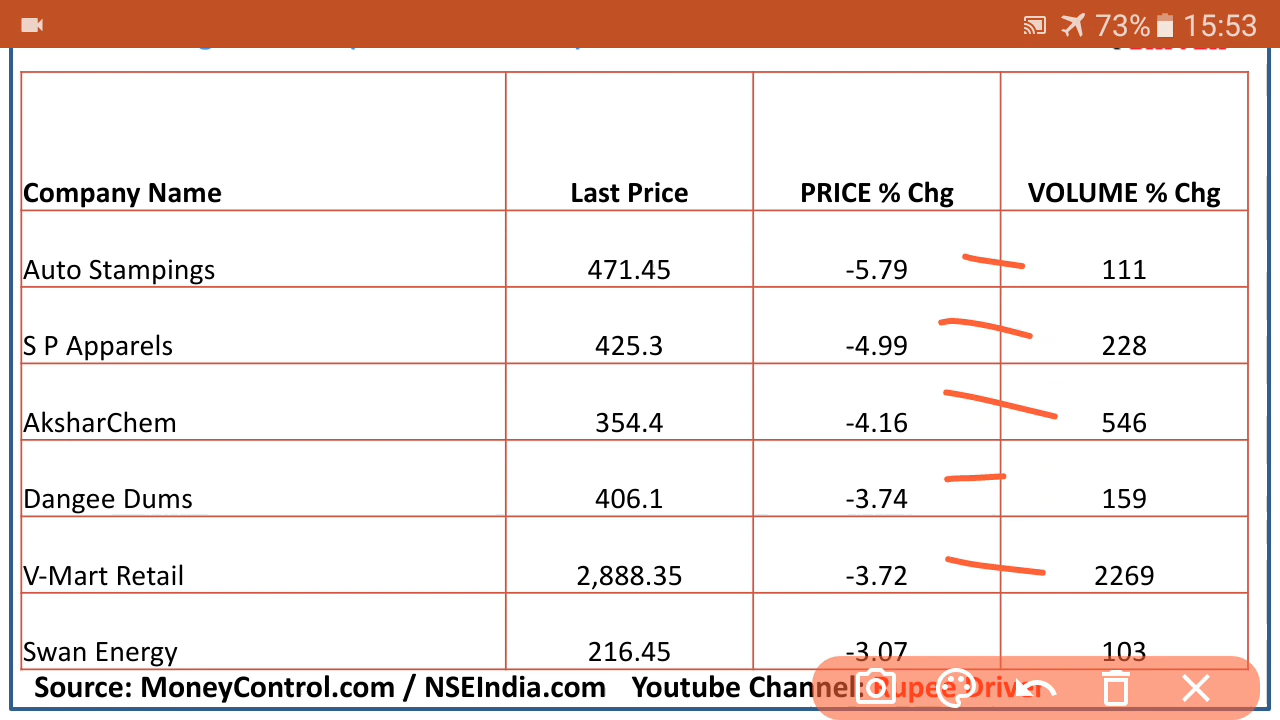 73% 15:53
Company Name Last Price PRICE % Chg VOLUME % Chg
Auto Stampings 471.45 -5.79 111
S P Apparels 425.3 -4.99 228
AksharChem 354.4 -4.16 546
Dangee Dums 406.1 -3.74 159
V-Mart Retail 2,888.35 -3.72 2269
Swan Energy 216.45 -3.07 103
Source: MoneyControl.com / NSEIndia.com Youtube Channel: Rupee Driver